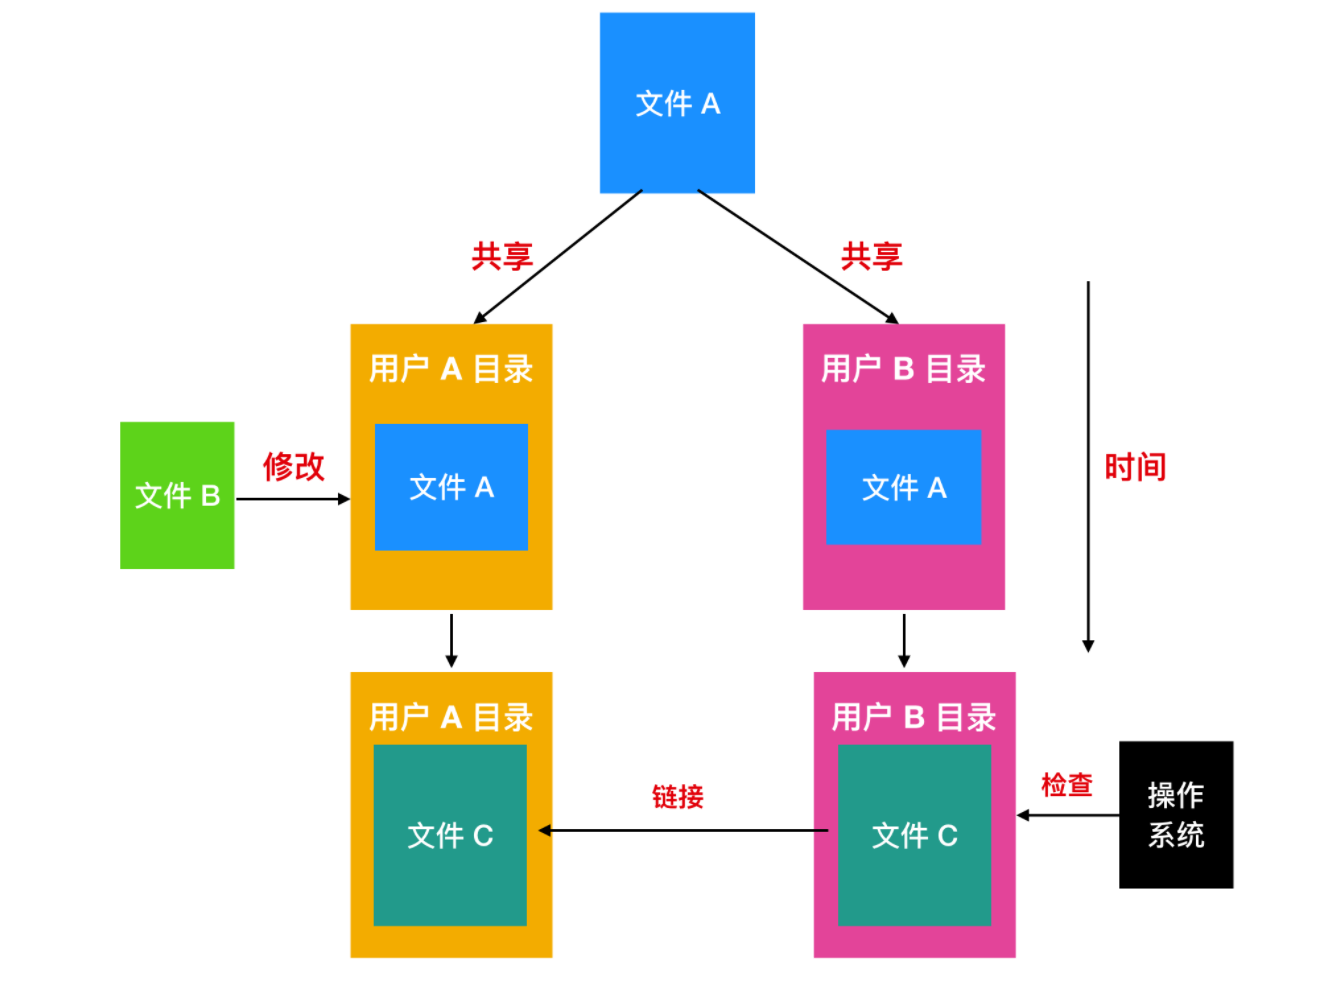 文件 A
共享
共享
用户 A 目录
用户 B 目录
文件 B
修改
文件 A
文件 A
时间
用户 A 目录
用户 B 目录
文件 C
链接
文件 C
检查
操作
系统